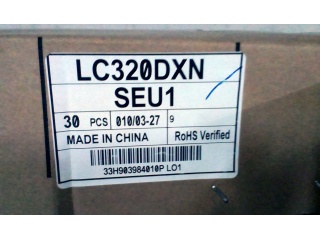 LC320DXN
SEU1
30 PCS 010/03-27 9
MADE IN CHINA RoHS Verified
33H903984010P LO1